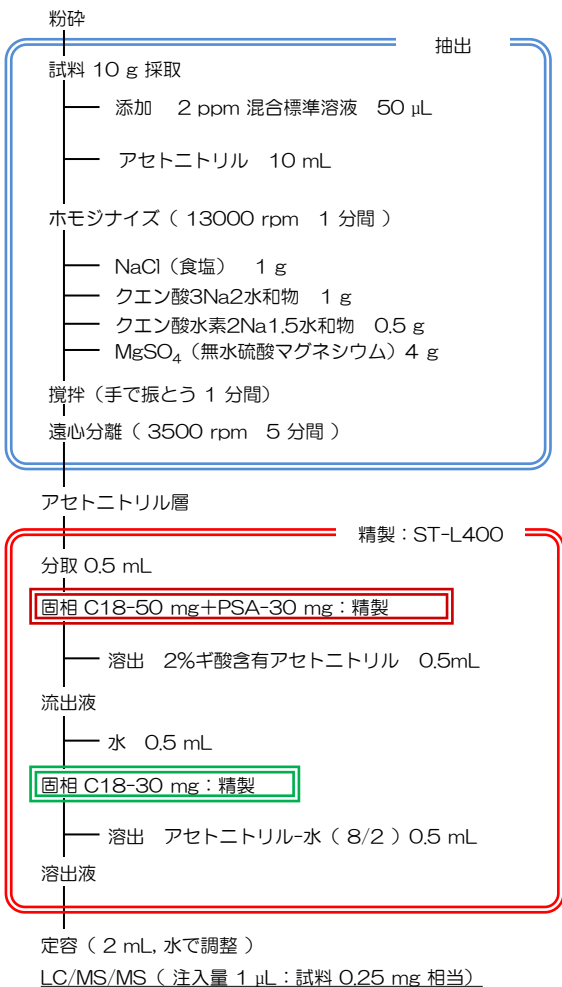 粉砕
抽出
試料 10 g 採取
添加 2 ppm 混合標準溶液 50 μL
アセトニトリル 10 mL
ホモジナイズ（ 13000 rpm 1 分間 ）
NaCl（食塩） 1 g
クエン酸3Na2水和物 1 g
クエン酸水素2Na1.5水和物 0.5 g
MgSO₄（無水硫酸マグネシウム）4 g
撹拌（手で振とう 1 分間）
遠心分離（ 3500 rpm 5 分間 ）
アセトニトリル層
精製：ST-L400
分取 0.5 mL
固相 C18-50 mg＋PSA-30 mg：精製
溶出 2%ギ酸含有アセトニトリル 0.5mL
流出液
水 0.5 mL
固相 C18-30 mg：精製
溶出 アセトニトリル-水（ 8/2 ）0.5 mL
溶出液
定容（ 2 mL, 水で調整 ）
LC/MS/MS（ 注入量 1 μL：試料 0.25 mg 相当）